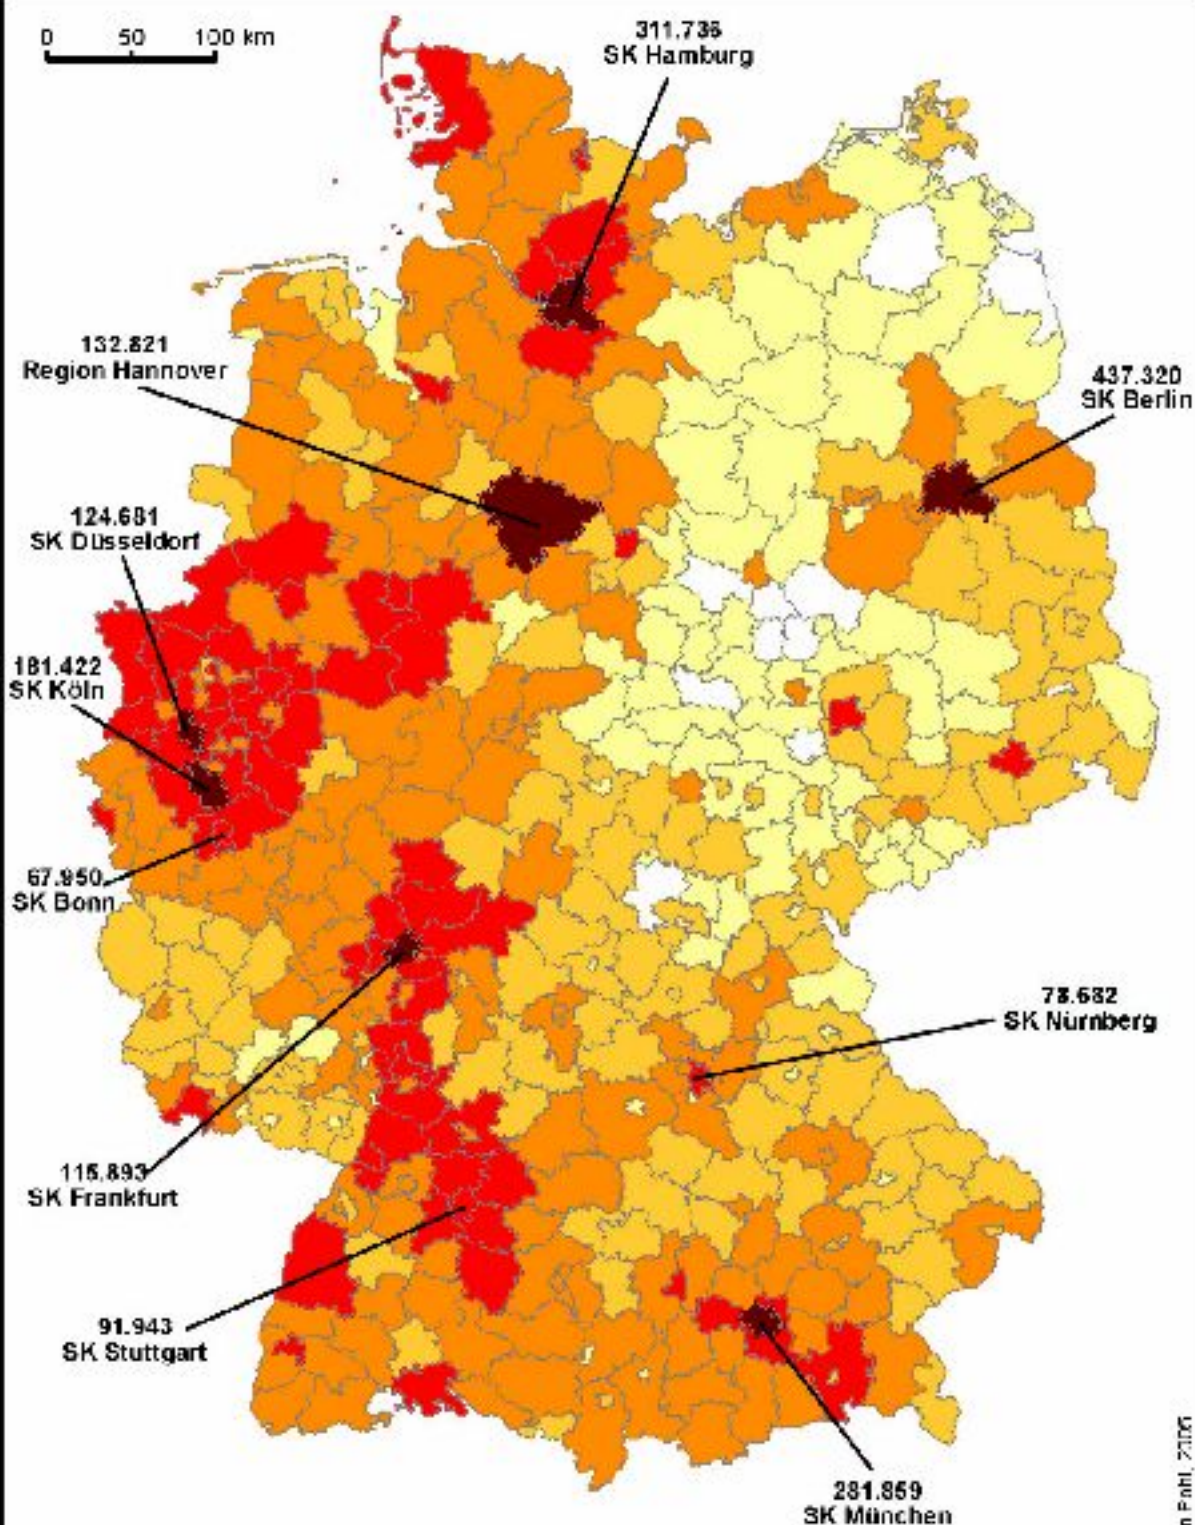 0 50 100 km
311.736
SK Hamburg
132.821
Region Hannover
437.320
SK Berlin
124.681
SK Düsseldorf
181.422
SK Köln
67.950
SK Bonn
78.682
SK Nürnberg
115.893
SK Frankfurt
91.943
SK Stuttgart
281.859
SK München